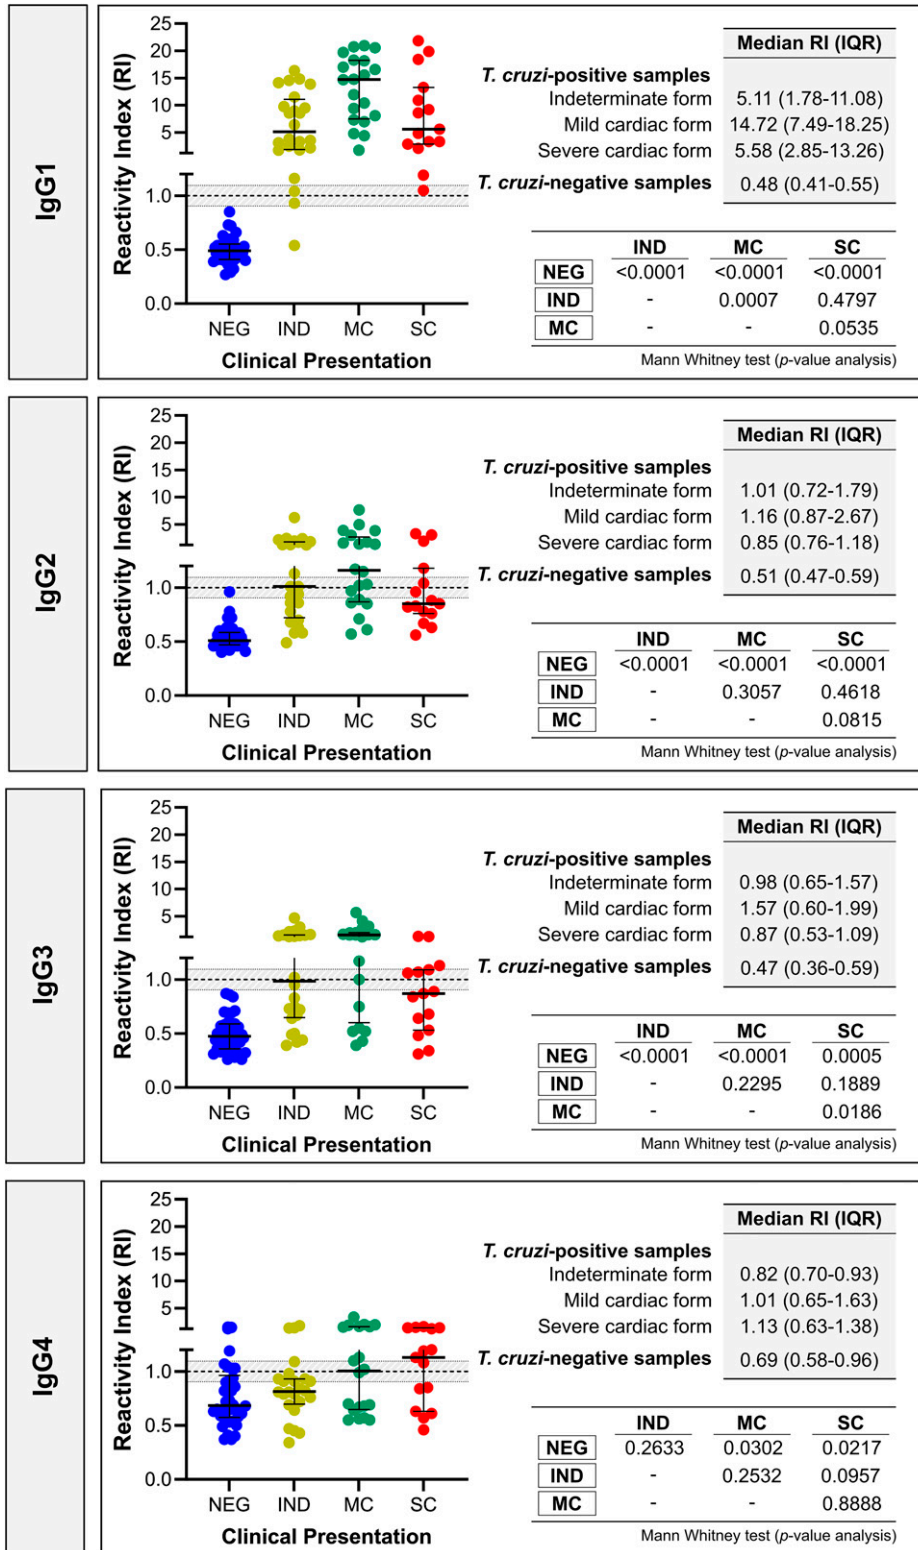 IgG1
Reactivity Index (RI)
25
20
15
10
5
1.0
0.5
0.0
NEG IND MC SC
Clinical Presentation
Median RI (IQR)
T. cruzi-positive samples
Indeterminate form 5.11 (1.78-11.08)
Mild cardiac form 14.72 (7.49-18.25)
Severe cardiac form 5.58 (2.85-13.26)
T. cruzi-negative samples 0.48 (0.41-0.55)
IND MC SC
NEG <0.0001 <0.0001 <0.0001
IND - 0.0007 0.4797
MC - - 0.0535
Mann Whitney test (p-value analysis)
IgG2
Reactivity Index (RI)
25
20
15
10
5
1.0
0.5
0.0
NEG IND MC SC
Clinical Presentation
Median RI (IQR)
T. cruzi-positive samples
Indeterminate form 1.01 (0.72-1.79)
Mild cardiac form 1.16 (0.87-2.67)
Severe cardiac form 0.85 (0.76-1.18)
T. cruzi-negative samples 0.51 (0.47-0.59)
IND MC SC
NEG <0.0001 <0.0001 <0.0001
IND - 0.3057 0.4618
MC - - 0.0815
Mann Whitney test (p-value analysis)
IgG3
Reactivity Index (RI)
25
20
15
10
5
1.0
0.5
0.0
NEG IND MC SC
Clinical Presentation
Median RI (IQR)
T. cruzi-positive samples
Indeterminate form 0.98 (0.65-1.57)
Mild cardiac form 1.57 (0.60-1.99)
Severe cardiac form 0.87 (0.53-1.09)
T. cruzi-negative samples 0.47 (0.36-0.59)
IND MC SC
NEG <0.0001 <0.0001 0.0005
IND - 0.2295 0.1889
MC - - 0.0186
Mann Whitney test (p-value analysis)
IgG4
Reactivity Index (RI)
25
20
15
10
5
1.0
0.5
0.0
NEG IND MC SC
Clinical Presentation
Median RI (IQR)
T. cruzi-positive samples
Indeterminate form 0.82 (0.70-0.93)
Mild cardiac form 1.01 (0.65-1.63)
Severe cardiac form 1.13 (0.63-1.38)
T. cruzi-negative samples 0.69 (0.58-0.96)
IND MC SC
NEG 0.2633 0.0302 0.0217
IND - 0.2532 0.0957
MC - - 0.8888
Mann Whitney test (p-value analysis)